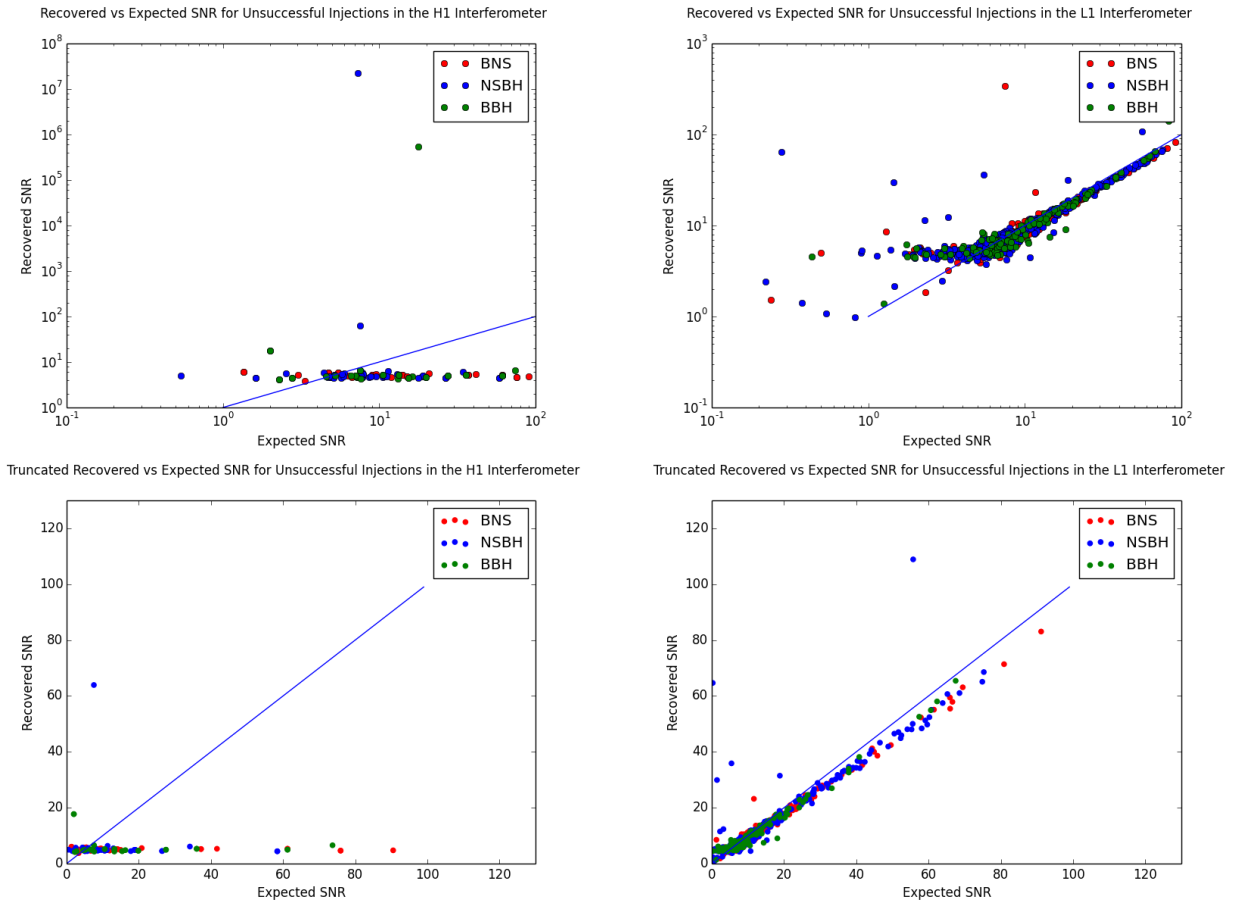 Recovered vs Expected SNR for Unsuccessful Injections in the H1 Interferometer
10^8
10^7
10^6
10^5
10^4
10^3
10^2
10^1
10^0
Recovered SNR
BNS
NSBH
BBH
10^-1
10^0
10^1
10^2
Expected SNR
Recovered vs Expected SNR for Unsuccessful Injections in the L1 Interferometer
10^3
10^2
10^1
10^0
10^-1
Recovered SNR
BNS
NSBH
BBH
10^-1
10^0
10^1
10^2
Expected SNR
Truncated Recovered vs Expected SNR for Unsuccessful Injections in the H1 Interferometer
120
100
80
60
40
20
0
Recovered SNR
BNS
NSBH
BBH
0
20
40
60
80
100
120
Expected SNR
Truncated Recovered vs Expected SNR for Unsuccessful Injections in the L1 Interferometer
120
100
80
60
40
20
0
Recovered SNR
BNS
NSBH
BBH
0
20
40
60
80
100
120
Expected SNR